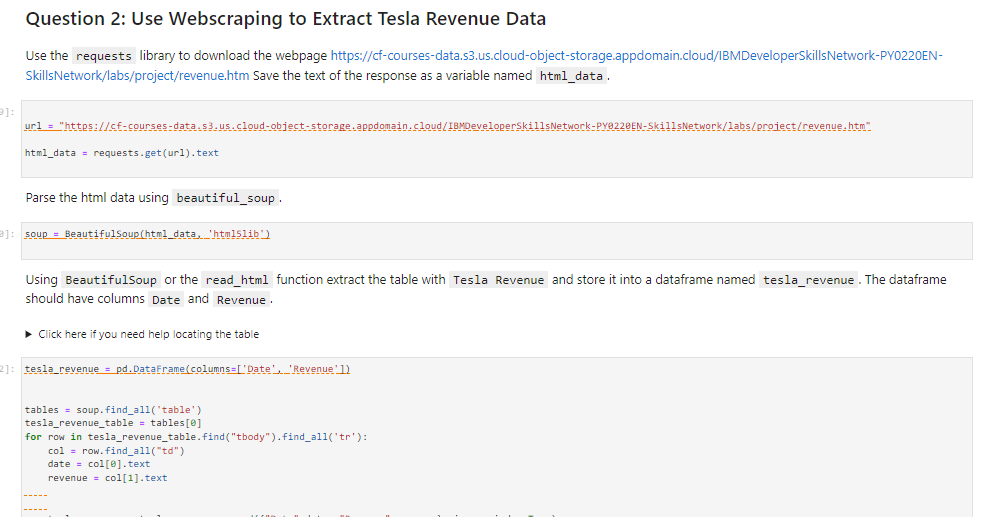 Question 2: Use Webscraping to Extract Tesla Revenue Data
Use the requests library to download the webpage https://cf-courses-data.s3.us.cloud-object-storage.appdomain.cloud/IBMDeveloperSkillsNetwork-PY0220EN-
SkillsNetwork/labs/project/revenue.htm Save the text of the response as a variable named html_data.
]:
url = "https://cf-courses-data.s3.us.cloud-object-storage.appdomain.cloud/IBMDeveloperSkillsNetwork-PY0220EN-SkillsNetwork/labs/project/revenue.htm"
html_data = requests.get(url).text
Parse the html data using beautiful_soup.
]:
soup = BeautifulSoup(html_data, 'html5lib')
Using BeautifulSoup or the read_html function extract the table with Tesla Revenue and store it into a dataframe named tesla_revenue. The dataframe
should have columns Date and Revenue.
▶ Click here if you need help locating the table
2]:
tesla_revenue = pd.DataFrame(columns=['Date', 'Revenue'])
tables = soup.find_all('table')
tesla_revenue_table = tables[0]
for row in tesla_revenue_table.find("tbody").find_all('tr'):
    col = row.find_all("td")
    date = col[0].text
    revenue = col[1].text